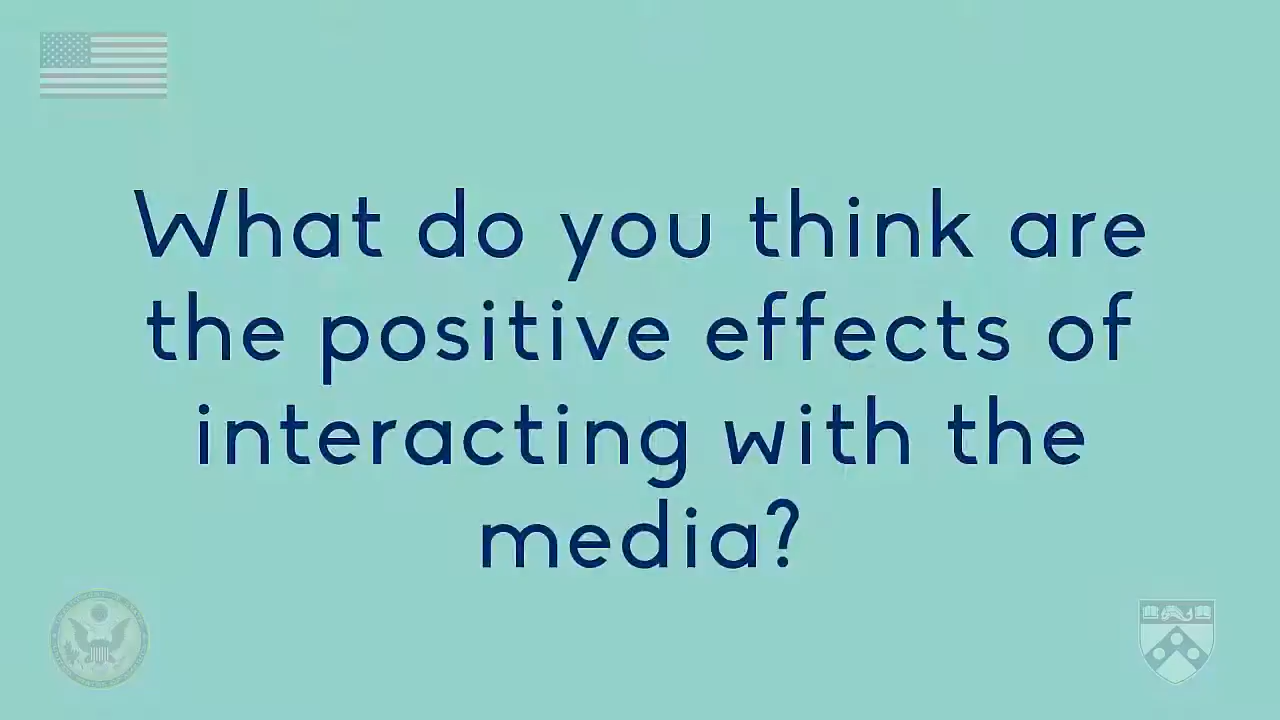 What do you think are
the positive effects of
interacting with the
media?